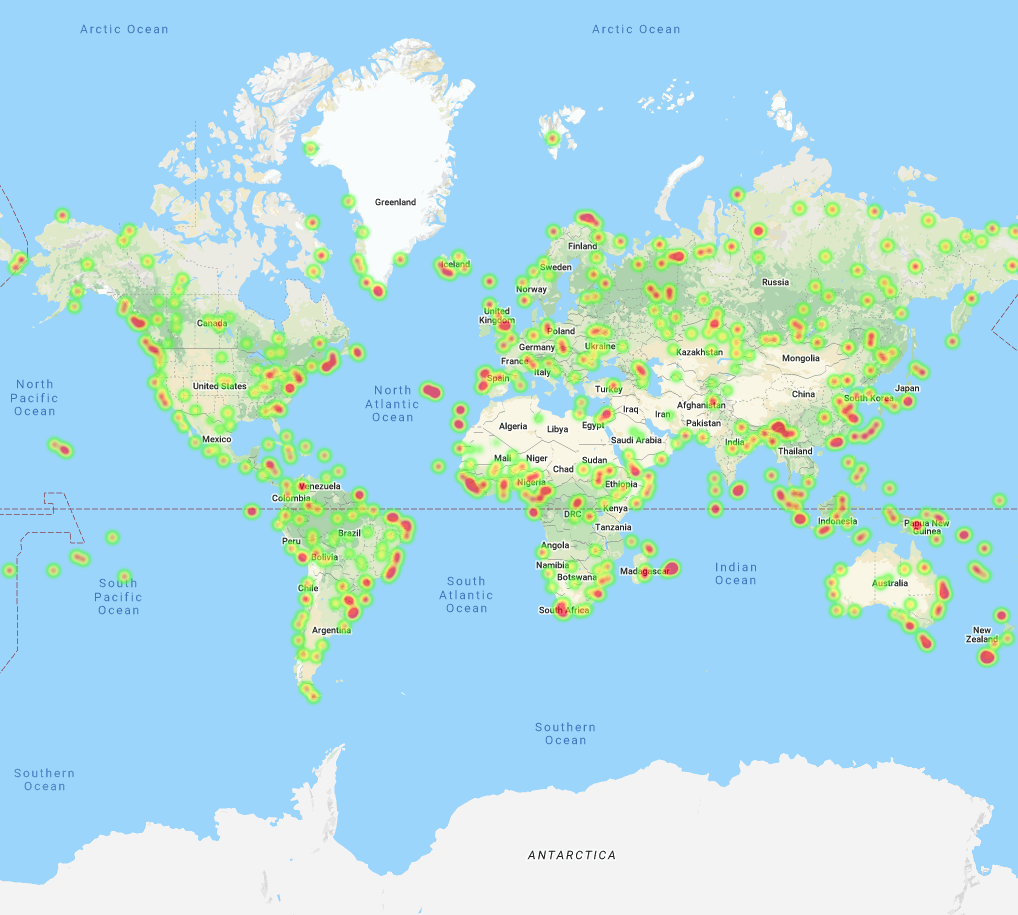 Arctic Ocean
Arctic Ocean
Greenland
Iceland
Finland
Sweden
Norway
Russia
United
Kingdom
Canada
Poland
Germany
Ukraine
France
Kazakhstan
Mongolia
Italy
Spain
United States
North
Pacific
Ocean
North
Atlantic
Ocean
Turkey
China
Japan
South Korea
Iraq
Iran
Afghanistan
Pakistan
Algeria
Libya
Egypt
Saudi Arabia
Mexico
India
Thailand
Mali
Niger
Chad
Sudan
Nigeria
Ethiopia
Venezuela
Colombia
DRC
Kenya
Tanzania
Indonesia
Papua New
Guinea
Peru
Brazil
Bolivia
Angola
Namibia
Botswana
Madagascar
Indian
Ocean
Australia
South
Pacific
Ocean
South
Atlantic
Ocean
Chile
South Africa
Argentina
New
Zealand
Southern
Ocean
Southern
Ocean
ANTARCTICA